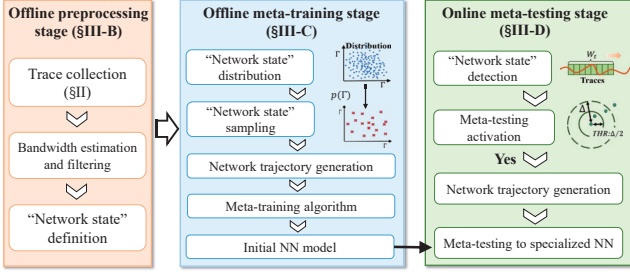 Offline preprocessing
stage (§III-B)
Trace collection
(§II)
Bandwidth estimation
and filtering
“Network state”
definition
Offline meta-training stage
(§III-C)
“Network state”
distribution
“Network state”
sampling
Network trajectory generation
Meta-training algorithm
Initial NN model
Distribution
Γ
Γ
p(Γ)
Γ
Γ
Online meta-testing stage
(§III-D)
“Network state”
detection
Meta-testing
activation
Yes
Network trajectory generation
Meta-testing to specialized NN
W_t
Traces
Δ
THR:Δ/2